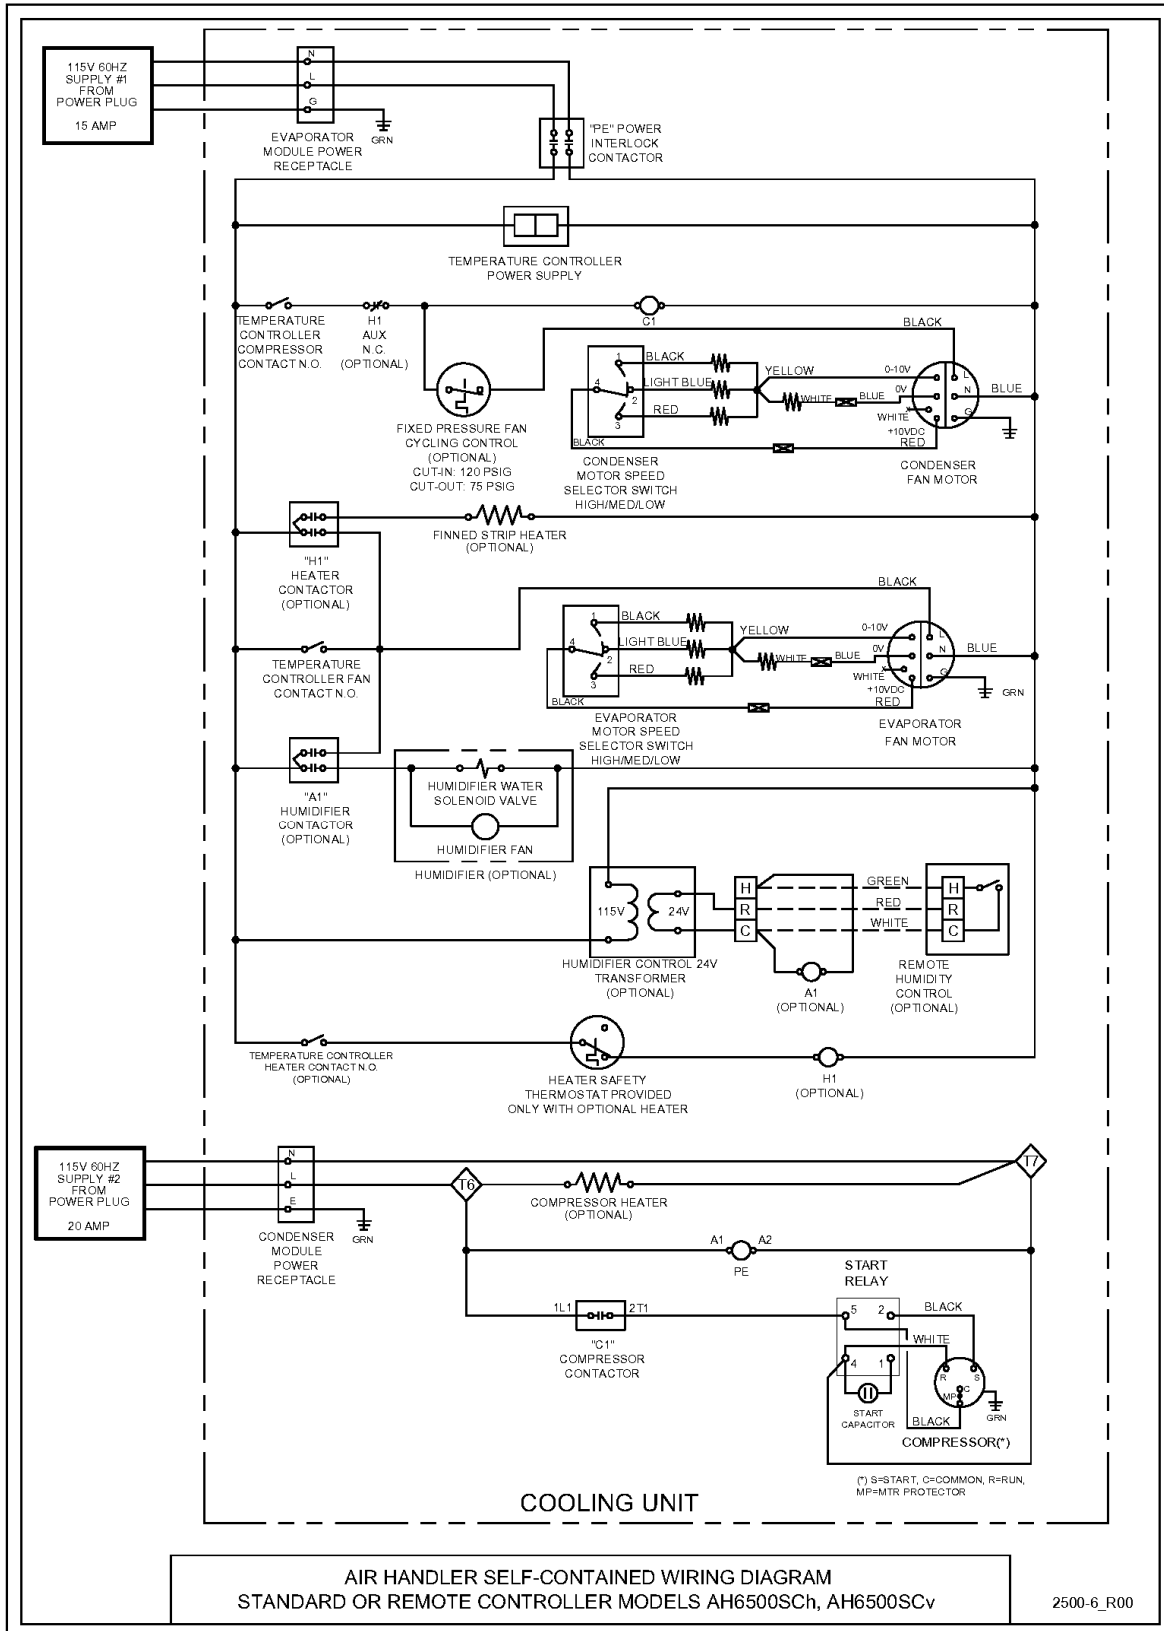 115V 60HZ
SUPPLY #1
FROM
POWER PLUG
15 AMP
N
L
G
GRN
EVAPORATOR
MODULE POWER
RECEPTACLE
"PE" POWER
INTERLOCK
CONTACTOR
TEMPERATURE CONTROLLER
POWER SUPPLY
TEMPERATURE
CONTROLLER
COMPRESSOR
CONTACT N.O.
H1
AUX
N.C.
(OPTIONAL)
C1
BLACK
FIXED PRESSURE FAN
CYCLING CONTROL
(OPTIONAL)
CUT-IN: 120 PSIG
CUT-OUT: 75 PSIG
1
4
2
3
BLACK
LIGHT BLUE
RED
BLACK
YELLOW
WHITE
BLUE
0-10V
0V
WHITE
+10VDC
RED
X
L
N
G
BLUE
CONDENSER
MOTOR SPEED
SELECTOR SWITCH
HIGH/MED/LOW
CONDENSER
FAN MOTOR
"H1"
HEATER
CONTACTOR
(OPTIONAL)
FINNED STRIP HEATER
(OPTIONAL)
BLACK
TEMPERATURE
CONTROLLER FAN
CONTACT N.O.
1
4
2
3
BLACK
LIGHT BLUE
RED
BLACK
YELLOW
WHITE
BLUE
0-10V
0V
WHITE
+10VDC
RED
X
L
N
G
BLUE
GRN
EVAPORATOR
MOTOR SPEED
SELECTOR SWITCH
HIGH/MED/LOW
EVAPORATOR
FAN MOTOR
"A1"
HUMIDIFIER
CONTACTOR
(OPTIONAL)
HUMIDIFIER WATER
SOLENOID VALVE
HUMIDIFIER FAN
HUMIDIFIER (OPTIONAL)
115V
24V
HUMIDIFIER CONTROL 24V
TRANSFORMER
(OPTIONAL)
H
R
C
GREEN
RED
WHITE
H
R
C
A1
(OPTIONAL)
REMOTE
HUMIDITY
CONTROL
(OPTIONAL)
TEMPERATURE CONTROLLER
HEATER CONTACT N.O.
(OPTIONAL)
HEATER SAFETY
THERMOSTAT PROVIDED
ONLY WITH OPTIONAL HEATER
H1
(OPTIONAL)
115V 60HZ
SUPPLY #2
FROM
POWER PLUG
20 AMP
N
L
E
GRN
CONDENSER
MODULE
POWER
RECEPTACLE
T6
T7
COMPRESSOR HEATER
(OPTIONAL)
A1
A2
PE
1L1
2T1
"C1"
COMPRESSOR
CONTACTOR
START
RELAY
5
2
4
1
BLACK
WHITE
START
CAPACITOR
BLACK
R
S
C
MP
GRN
COMPRESSOR(*)
(*) S=START, C=COMMON, R=RUN,
MP=MTR PROTECTOR
COOLING UNIT
AIR HANDLER SELF-CONTAINED WIRING DIAGRAM
STANDARD OR REMOTE CONTROLLER MODELS AH6500SCh, AH6500SCv
2500-6_R00